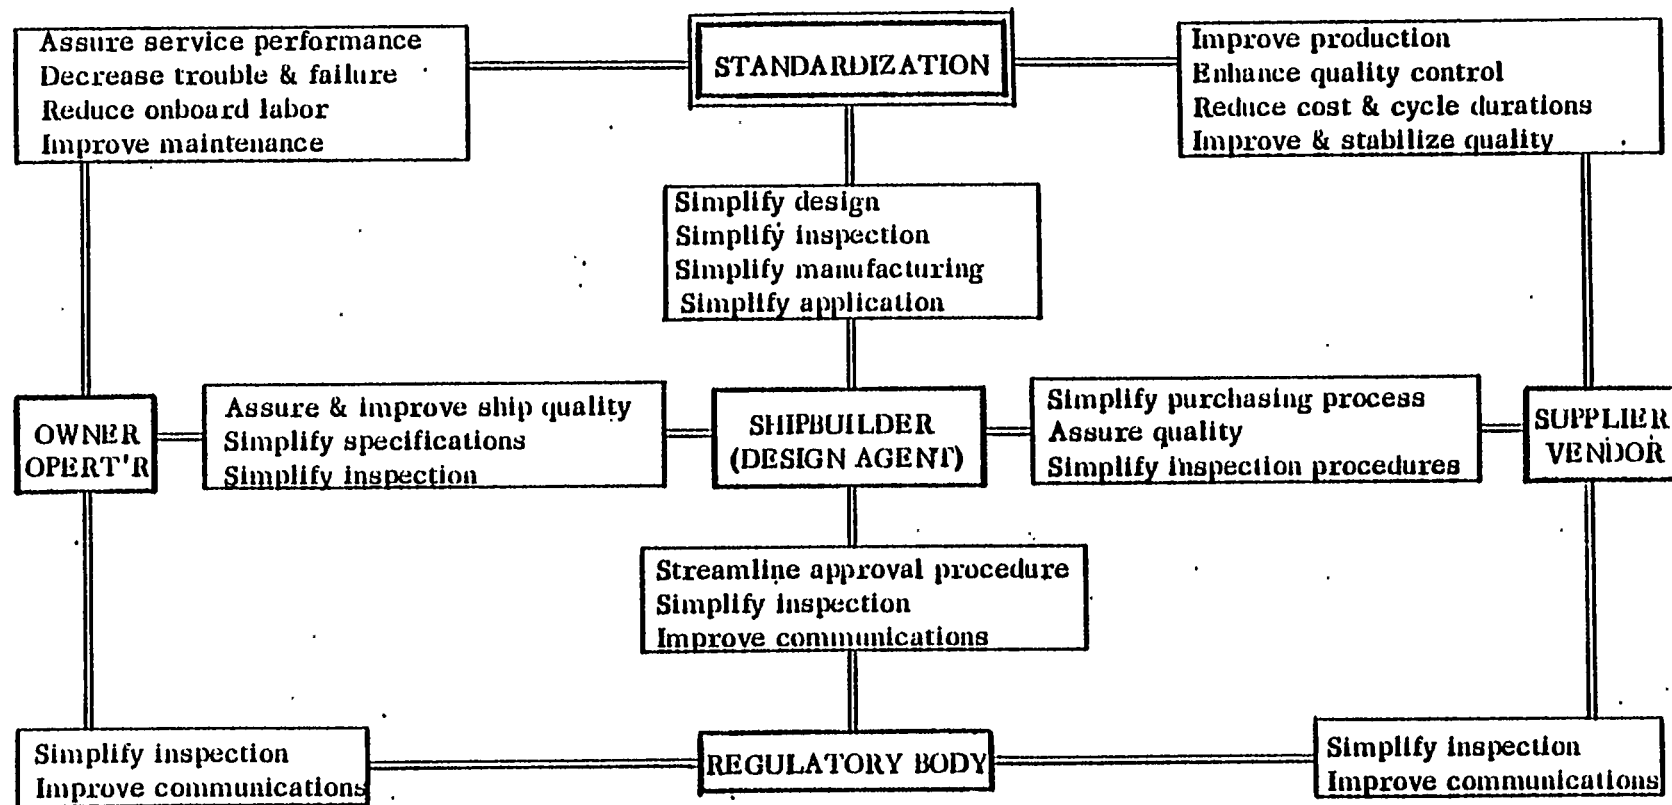 Assure service performance
Decrease trouble & failure
Reduce onboard labor
Improve maintenance
STANDARDIZATION
Improve production
Enhance quality control
Reduce cost & cycle durations
Improve & stabilize quality
Simplify design
Simplify inspection
Simplify manufacturing
Simplify application
OWNER
OPERT'R
Assure & improve ship quality
Simplify specifications
Simplify inspection
SHIPBUILDER
(DESIGN AGENT)
Simplify purchasing process
Assure quality
Simplify inspection procedures
SUPPLIER
VENDOR
Streamline approval procedure
Simplify inspection
Improve communications
Simplify inspection
Improve communications
REGULATORY BODY
Simplify inspection
Improve communications